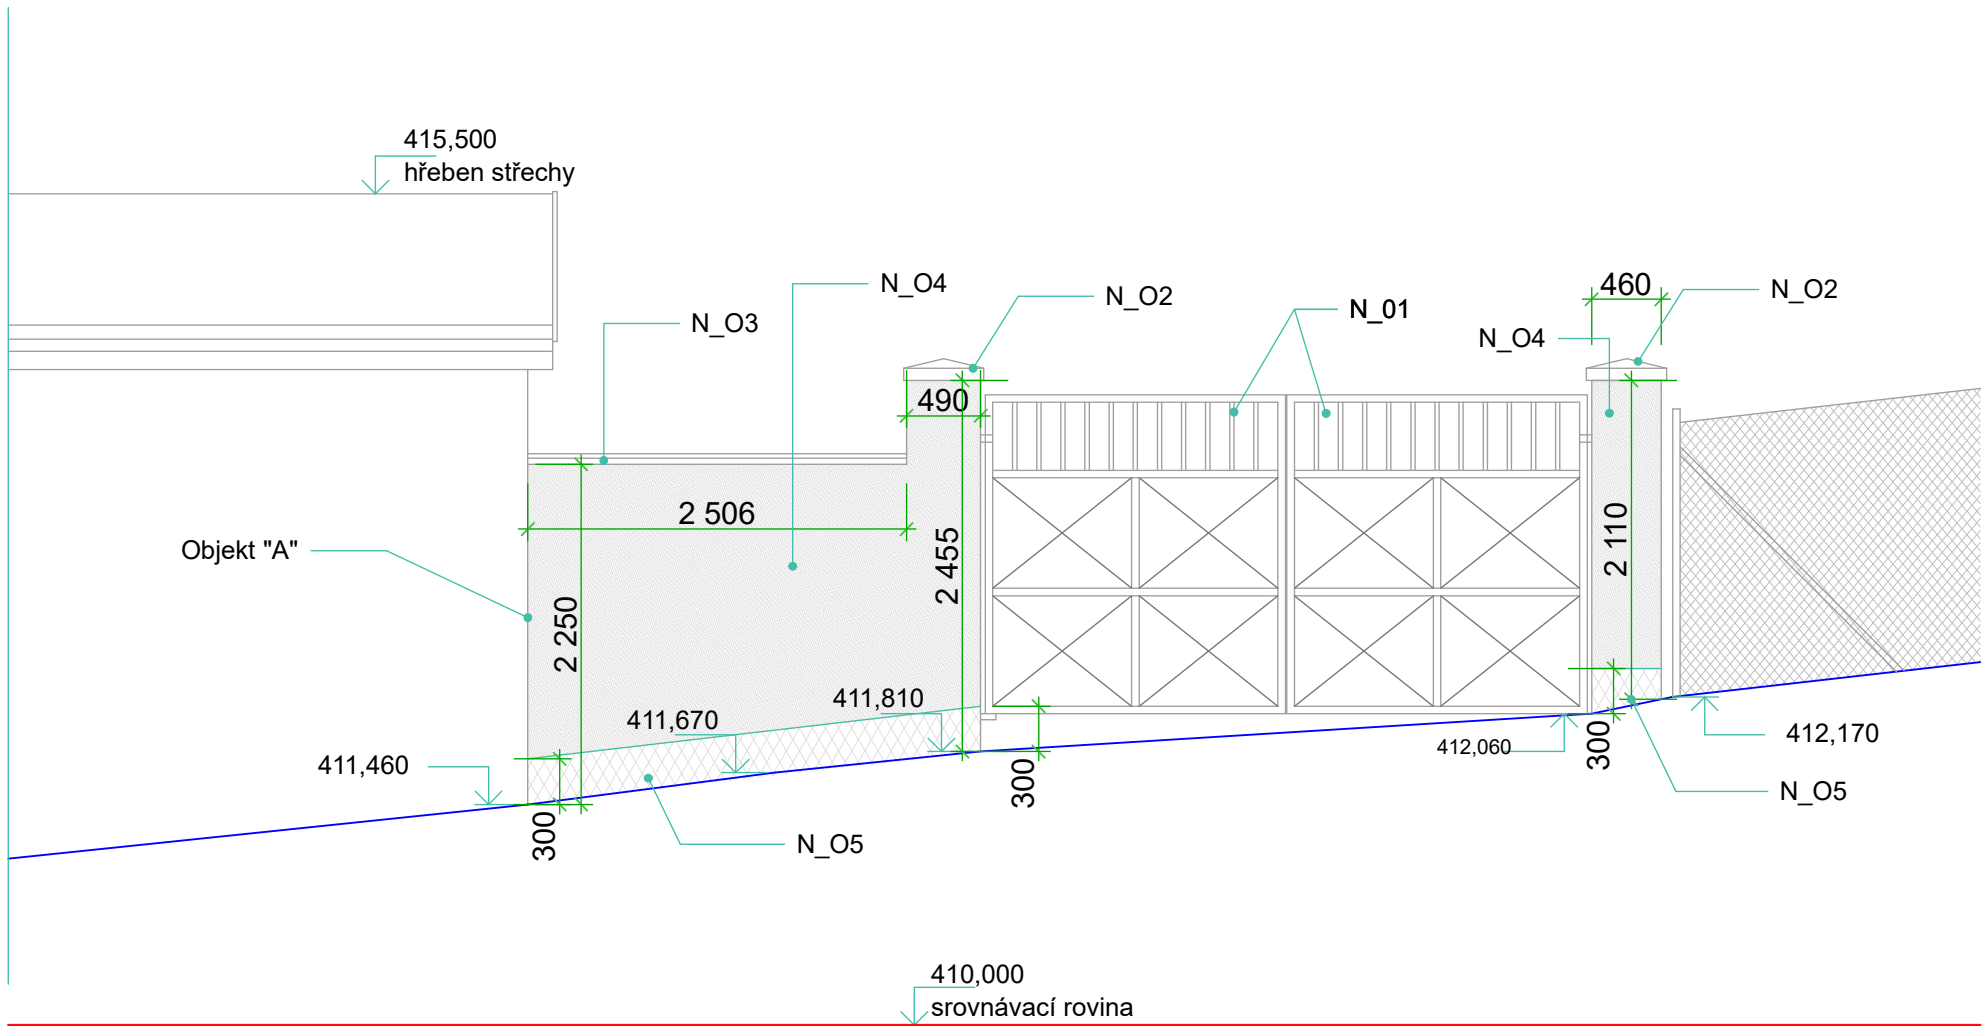 415,500
hřeben střechy
N_O4
N_O2
N_01
460
N_O2
N_O3
N_O4
490
2 506
2 455
2 110
Objekt "A"
2 250
411,810
411,670
411,460
412,060
412,170
300
300
300
N_O5
N_O5
410,000
srovnávací rovina